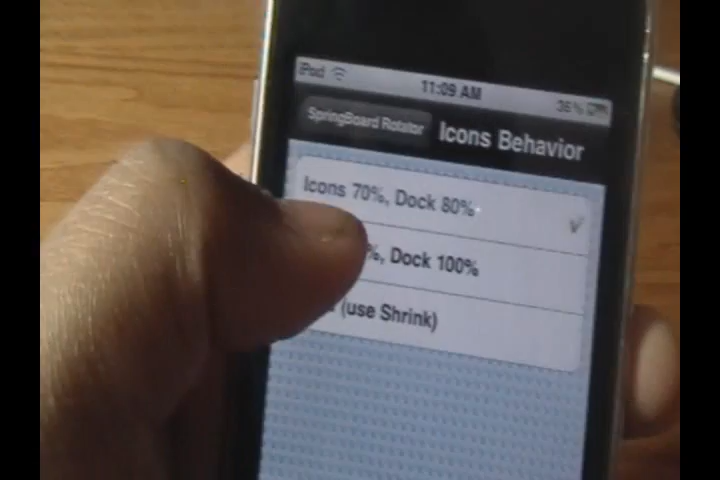 iPod 11:09 AM 36%
SpringBoard Rotator Icons Behavior
Icons 70%, Dock 80%
%, Dock 100%
(use Shrink)